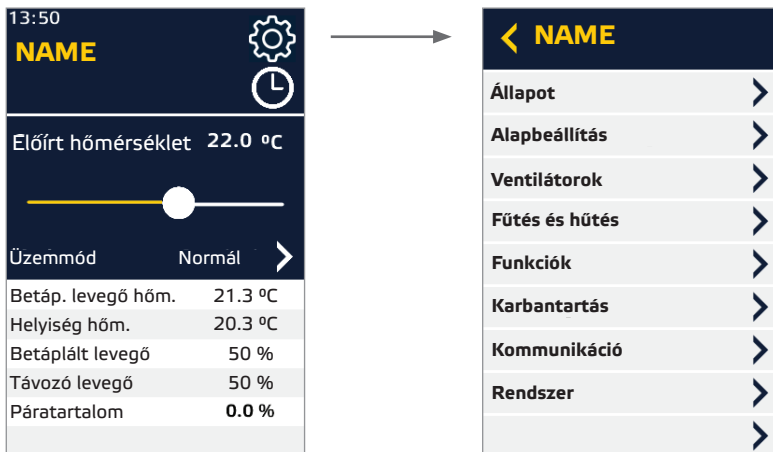 13:50
NAME
Előírt hőmérséklet 22.0 ºC
Üzemmód Normál
Betáp. levegő hőm. 21.3 ºC
Helyiség hőm. 20.3 ºC
Betáplált levegő 50 %
Távozó levegő 50 %
Páratartalom 0.0 %
NAME
Állapot
Alapbeállítás
Ventilátorok
Fűtés és hűtés
Funkciók
Karbantartás
Kommunikáció
Rendszer